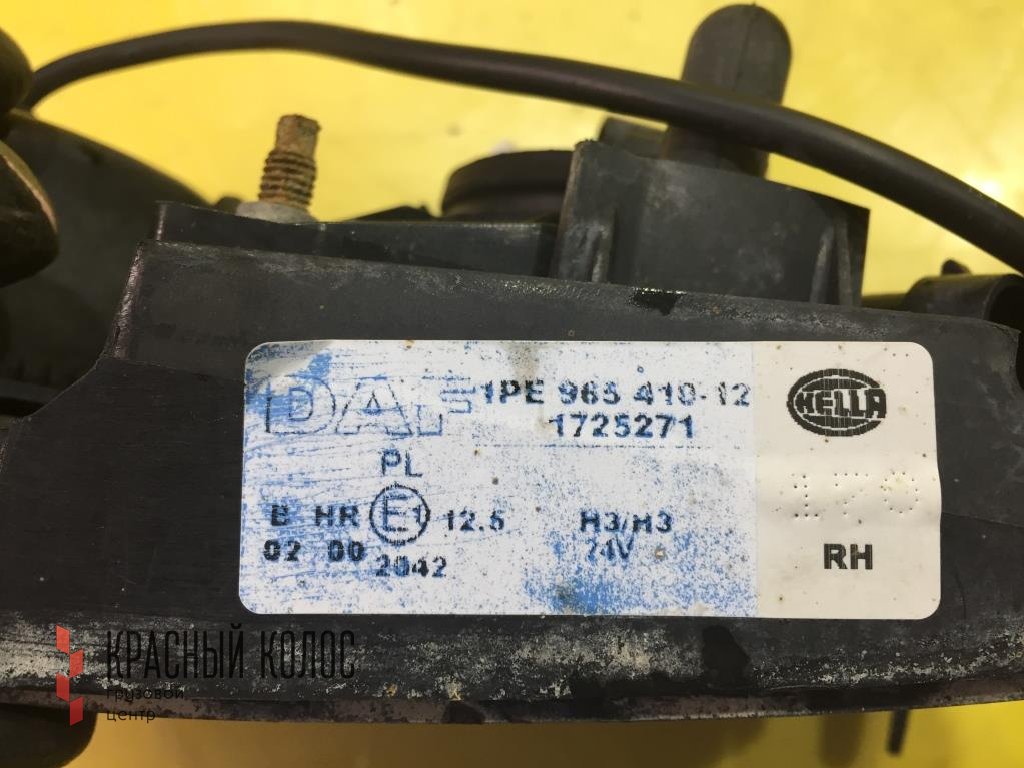 DAF 1PE 965 410-12
1725271
HELLA
PL
B HR E1 12.5 H3/H3
02 00 2042 24V
170
RH
КРАСНЫЙ КОЛОС
грузовой
центр